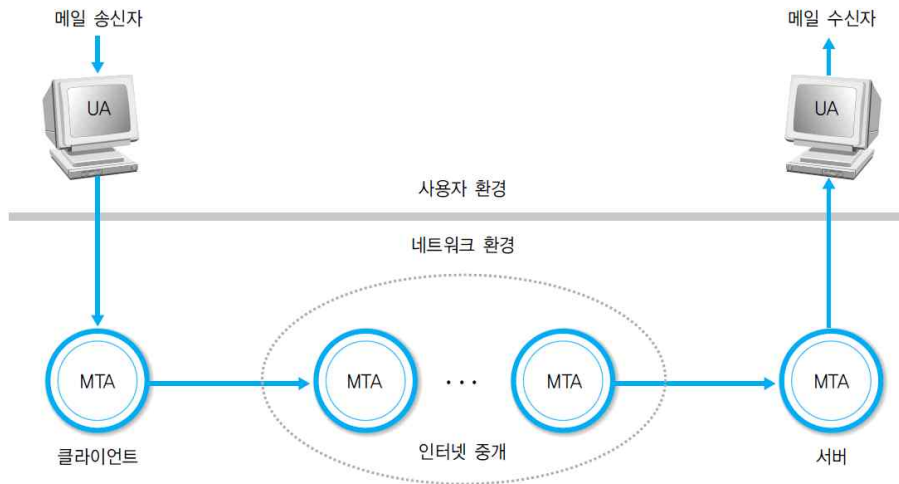 메일 송신자
메일 수신자
UA
UA
사용자 환경
네트워크 환경
MTA
MTA
···
MTA
MTA
클라이언트
인터넷 중개
서버